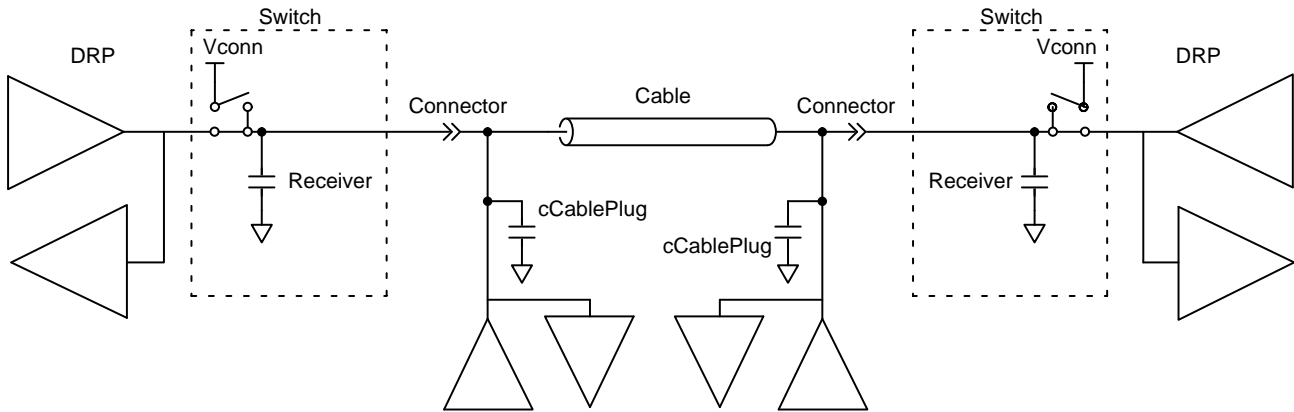 Switch
Switch
Vconn
Vconn
DRP
DRP
Connector
Cable
Connector
Receiver
Receiver
cCablePlug
cCablePlug